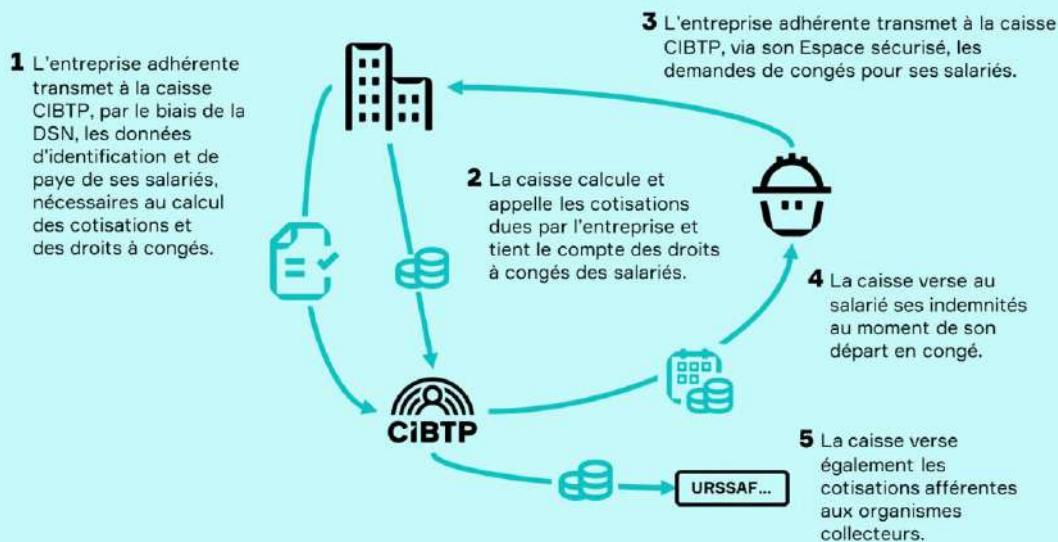 1 L'entreprise adhérente
transmet à la caisse
CIBTP, par le biais de la
DSN, les données
d'identification et de
paye de ses salariés,
nécessaires au calcul
des cotisations et
des droits à congés.
2 La caisse calcule et
appelle les cotisations
dues par l'entreprise et
tient le compte des droits
à congés des salariés.
3 L'entreprise adhérente transmet à la caisse
CIBTP, via son Espace sécurisé, les
demandes de congés pour ses salariés.
4 La caisse verse au
salarié ses indemnités
au moment de son
départ en congé.
CiBTP
5 La caisse verse
également les
cotisations afférentes
aux organismes
collecteurs.
URSSAF...